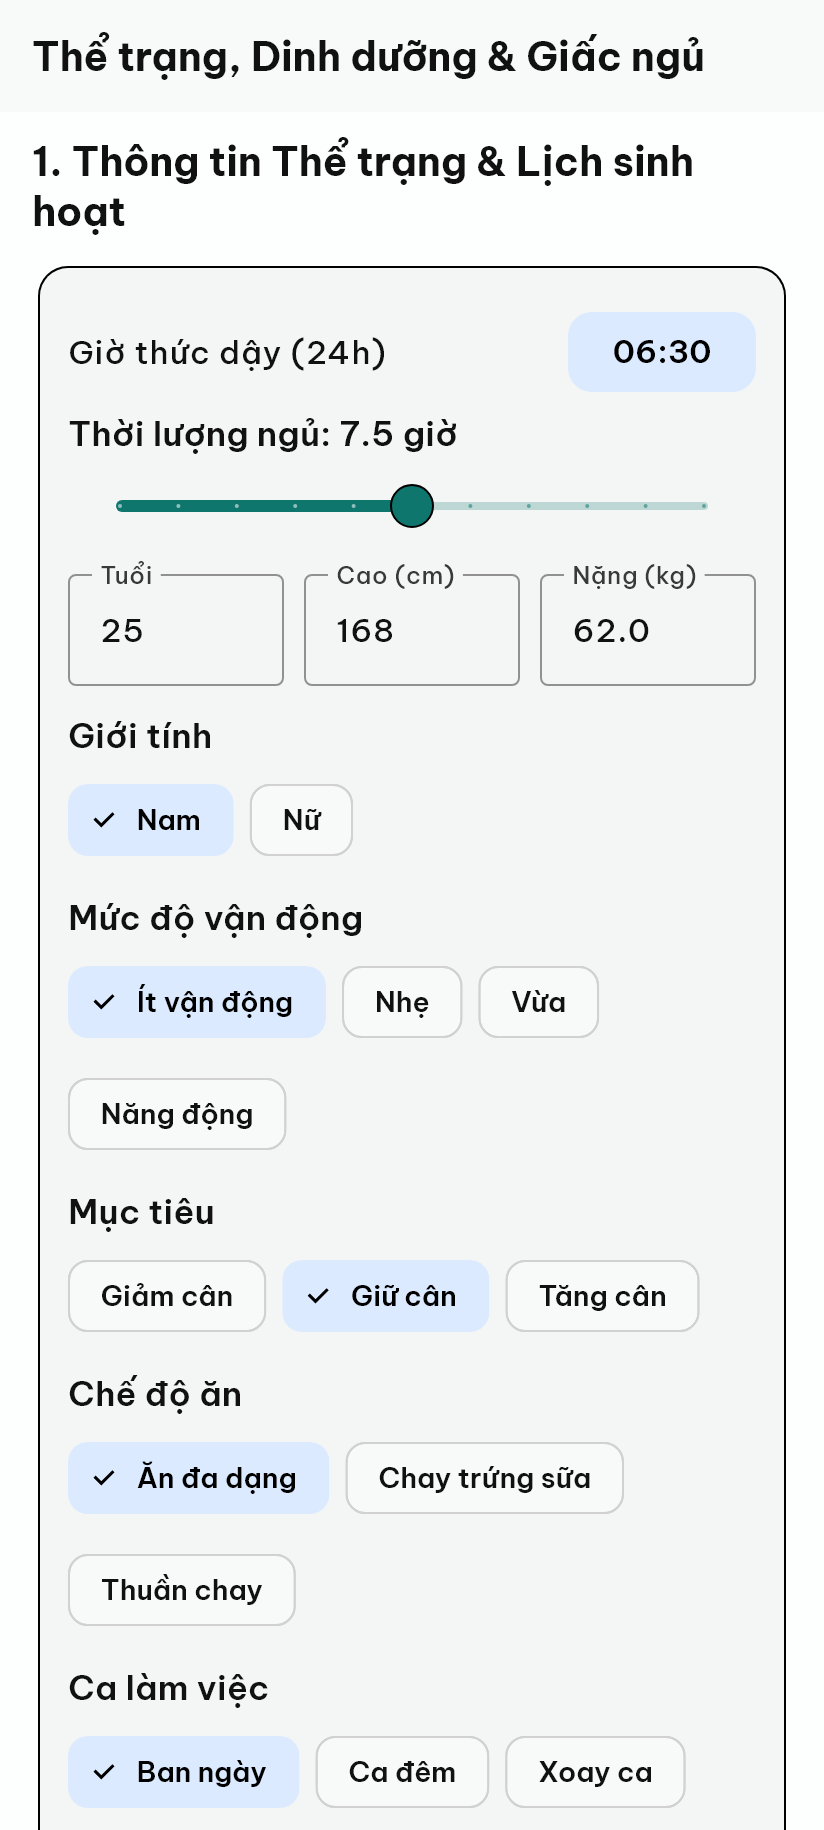 Thể trạng, Dinh dưỡng & Giấc ngủ
1. Thông tin Thể trạng & Lịch sinh
hoạt
Giờ thức dậy (24h)
06:30
Thời lượng ngủ: 7.5 giờ
Tuổi
Cao (cm)
Nặng (kg)
25
168
62.0
Giới tính
Nam
Nữ
Mức độ vận động
Ít vận động
Nhẹ
Vừa
Năng động
Mục tiêu
Giảm cân
Giữ cân
Tăng cân
Chế độ ăn
Ăn đa dạng
Chay trứng sữa
Thuần chay
Ca làm việc
Ban ngày
Ca đêm
Xoay ca